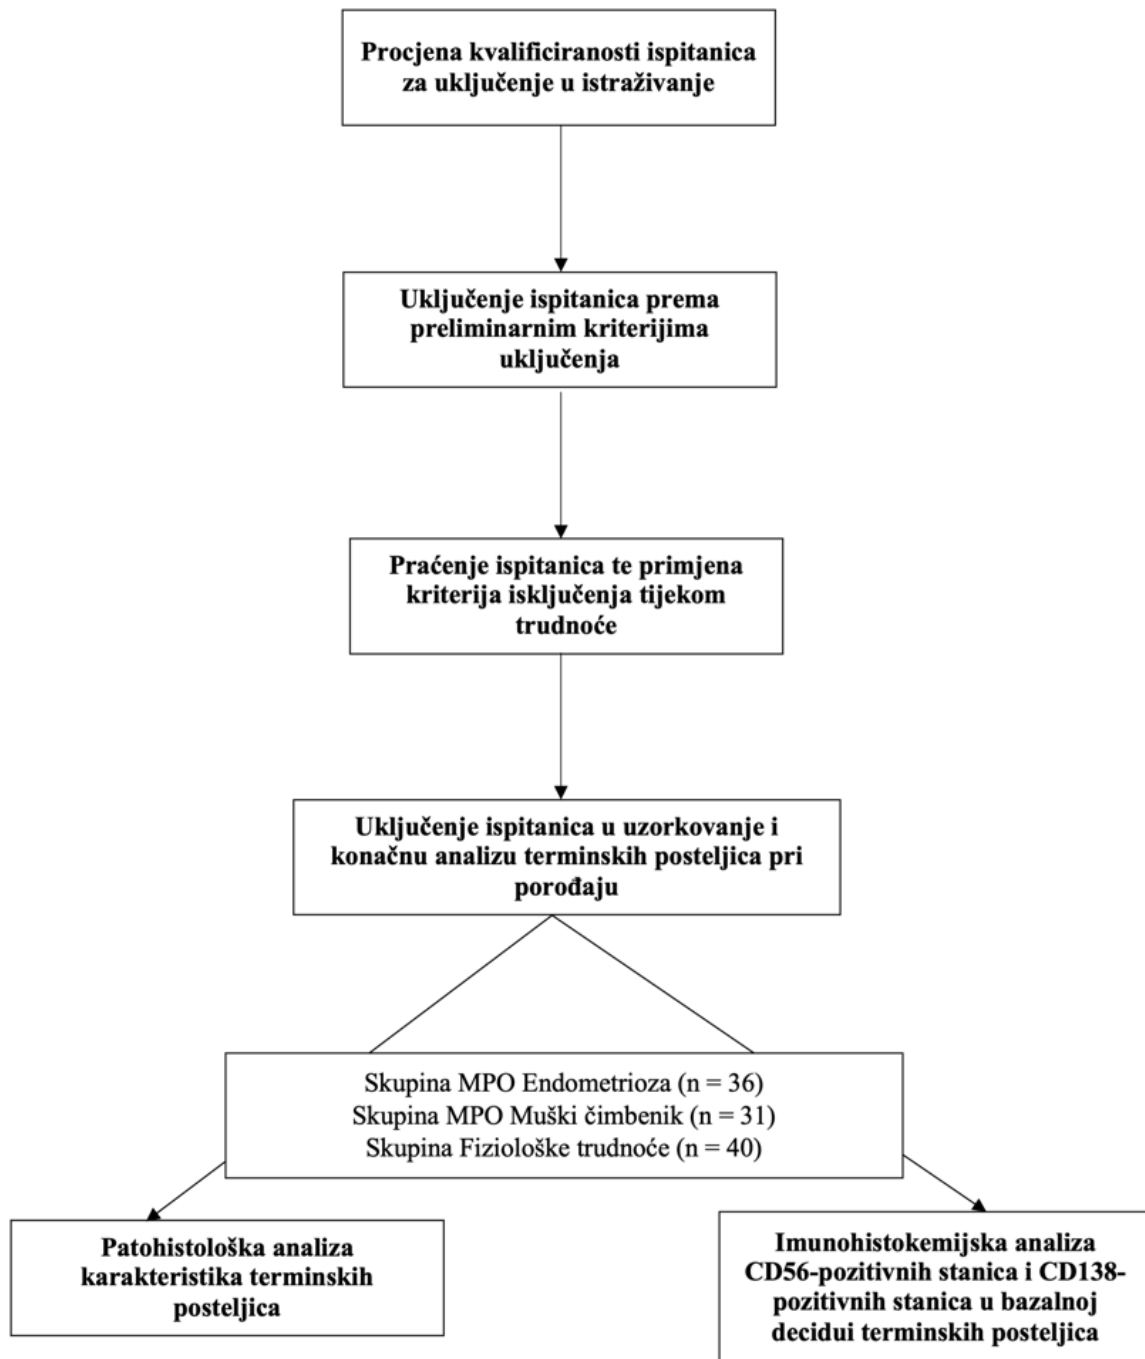 Procjena kvalificiranosti ispitanica
za uključenje u istraživanje
Uključenje ispitanica prema
preliminarnim kriterijima
uključenja
Praćenje ispitanica te primjena
kriterija isključenja tijekom
trudnoće
Uključenje ispitanica u uzorkovanje i
konačnu analizu terminskih posteljica pri
porođaju
Skupina MPO Endometrioza (n = 36)
Skupina MPO Muški čimbenik (n = 31)
Skupina Fiziološke trudnoće (n = 40)
Patohistološka analiza
karakteristika terminskih
posteljica
Imunohistokemijska analiza
CD56-pozitivnih stanica i CD138-
pozitivnih stanica u bazalnoj
decidui terminskih posteljica